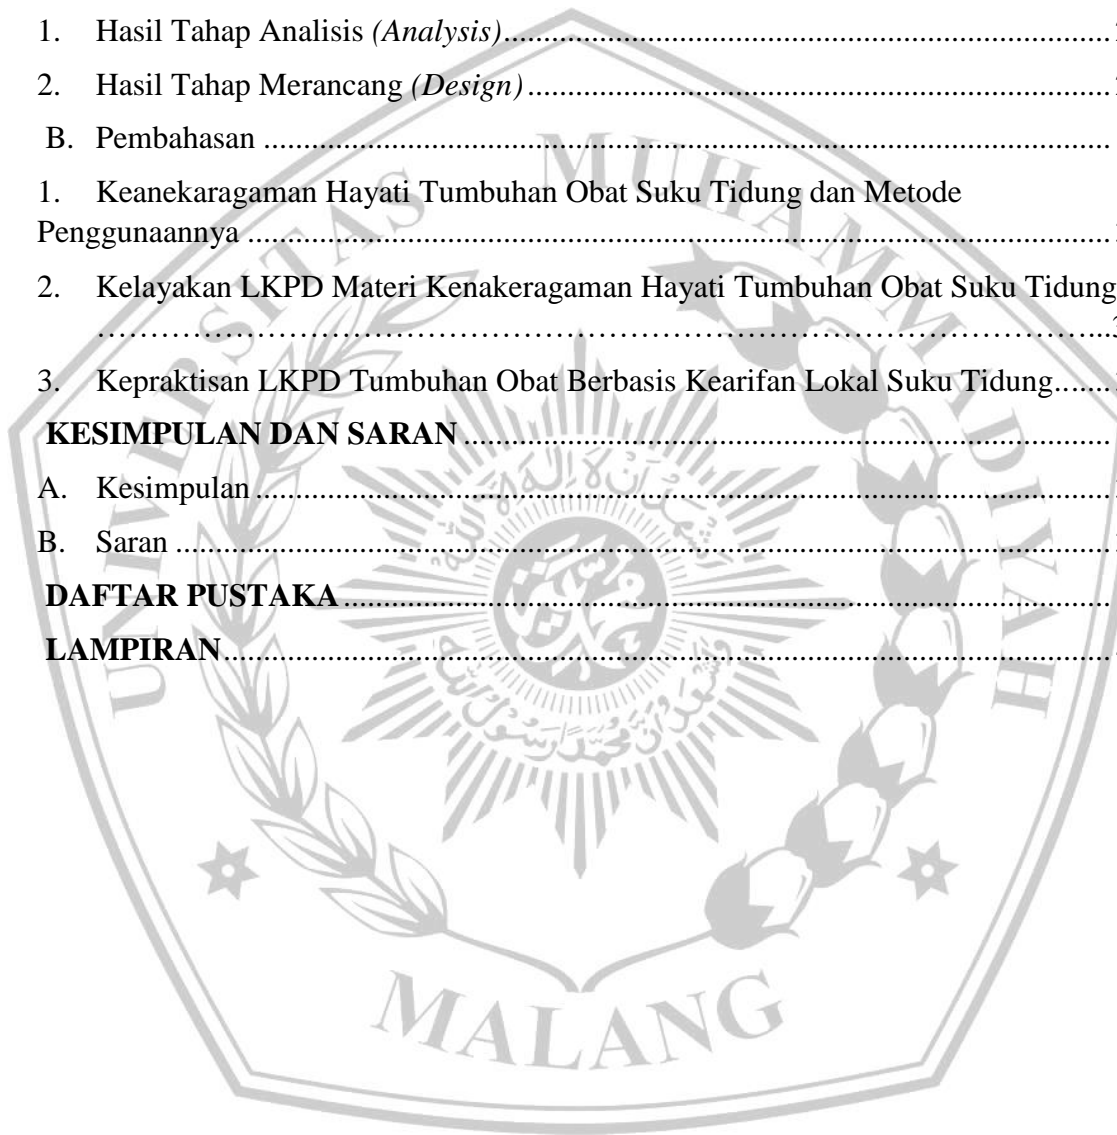 1. Hasil Tahap Analisis (Analysis)
2. Hasil Tahap Merancang (Design)
B. Pembahasan
1. Keanekaragaman Hayati Tumbuhan Obat Suku Tidung dan Metode
Penggunaannya
2. Kelayakan LKPD Materi Kenakeragaman Hayati Tumbuhan Obat Suku Tidung
3. Kepraktisan LKPD Tumbuhan Obat Berbasis Kearifan Lokal Suku Tidung
KESIMPULAN DAN SARAN
A. Kesimpulan
B. Saran
DAFTAR PUSTAKA
LAMPIRAN
UNIVERSITAS MUHAMMADIYAH
MALANG